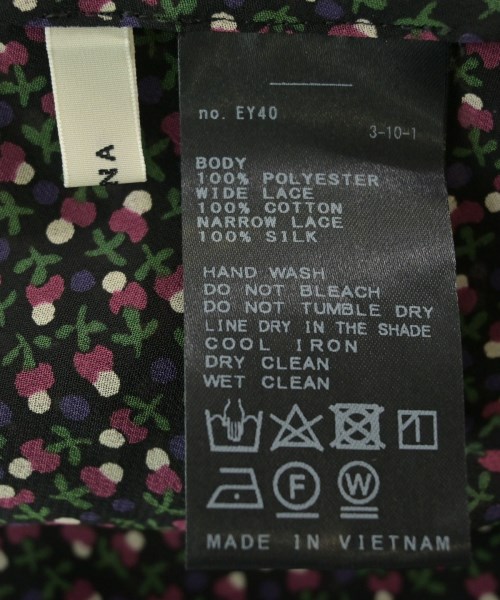 NA
no. EY40
3-10-1
BODY
100% POLYESTER
WIDE LACE
100% COTTON
NARROW LACE
100% SILK
HAND WASH
DO NOT BLEACH
DO NOT TUMBLE DRY
LINE DRY IN THE SHADE
COOL IRON
DRY CLEAN
WET CLEAN
F
W
MADE IN VIETNAM